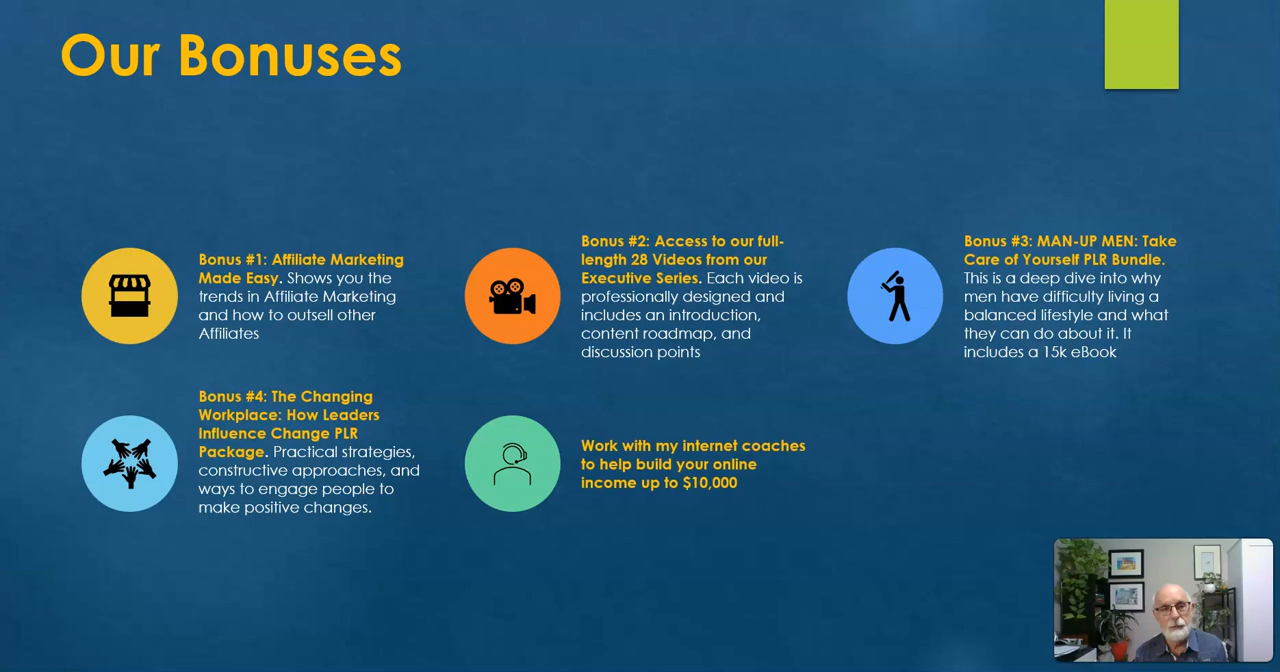 Our Bonuses
Bonus #1: Affiliate Marketing
Made Easy. Shows you the
trends in Affiliate Marketing
and how to outsell other
Affiliates
Bonus #2: Access to our full-
length 28 Videos from our
Executive Series. Each video is
professionally designed and
includes an introduction,
content roadmap, and
discussion points
Bonus #3: MAN-UP MEN: Take
Care of Yourself PLR Bundle.
This is a deep dive into why
men have difficulty living a
balanced lifestyle and what
they can do about it. It
includes a 15k eBook
Bonus #4: The Changing
Workplace: How Leaders
Influence Change PLR
Package. Practical strategies,
constructive approaches, and
ways to engage people to
make positive changes.
Work with my internet coaches
to help build your online
income up to $10,000